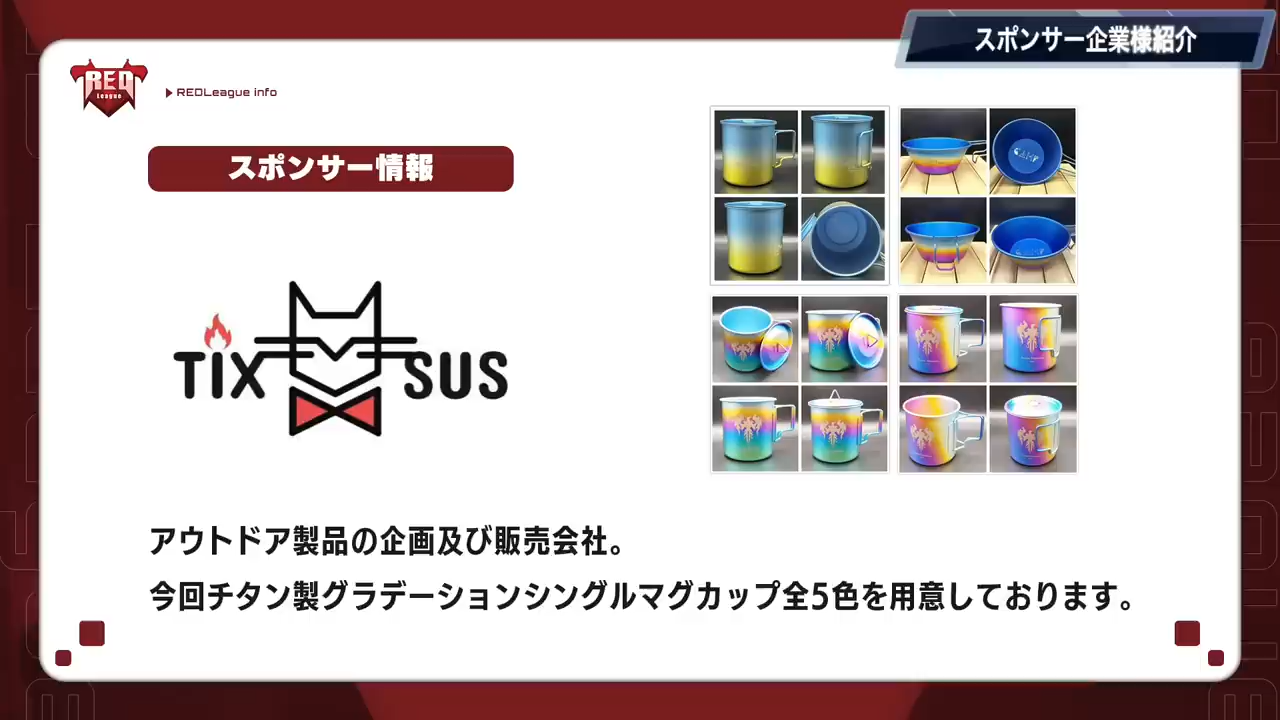 スポンサー企業様紹介
RED
League
REDLeague info
スポンサー情報
TIX SUS
アウトドア製品の企画及び販売会社。
今回チタン製グラデーションシングルマグカップ全5色を用意しております。